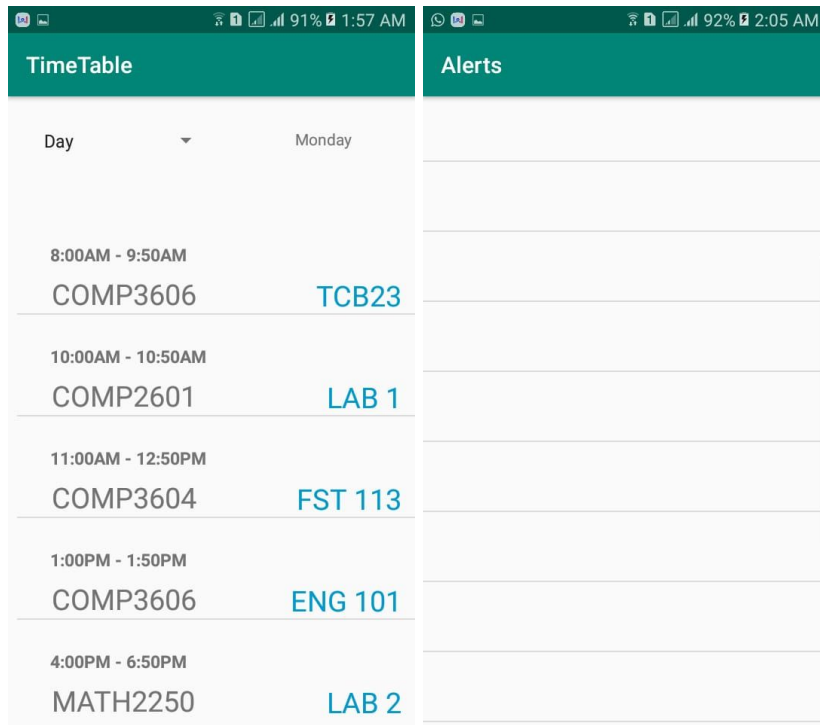 91% 1:57 AM
TimeTable
Day Monday
8:00AM - 9:50AM
COMP3606 TCB23
10:00AM - 10:50AM
COMP2601 LAB 1
11:00AM - 12:50PM
COMP3604 FST 113
1:00PM - 1:50PM
COMP3606 ENG 101
4:00PM - 6:50PM
MATH2250 LAB 2
92% 2:05 AM
Alerts